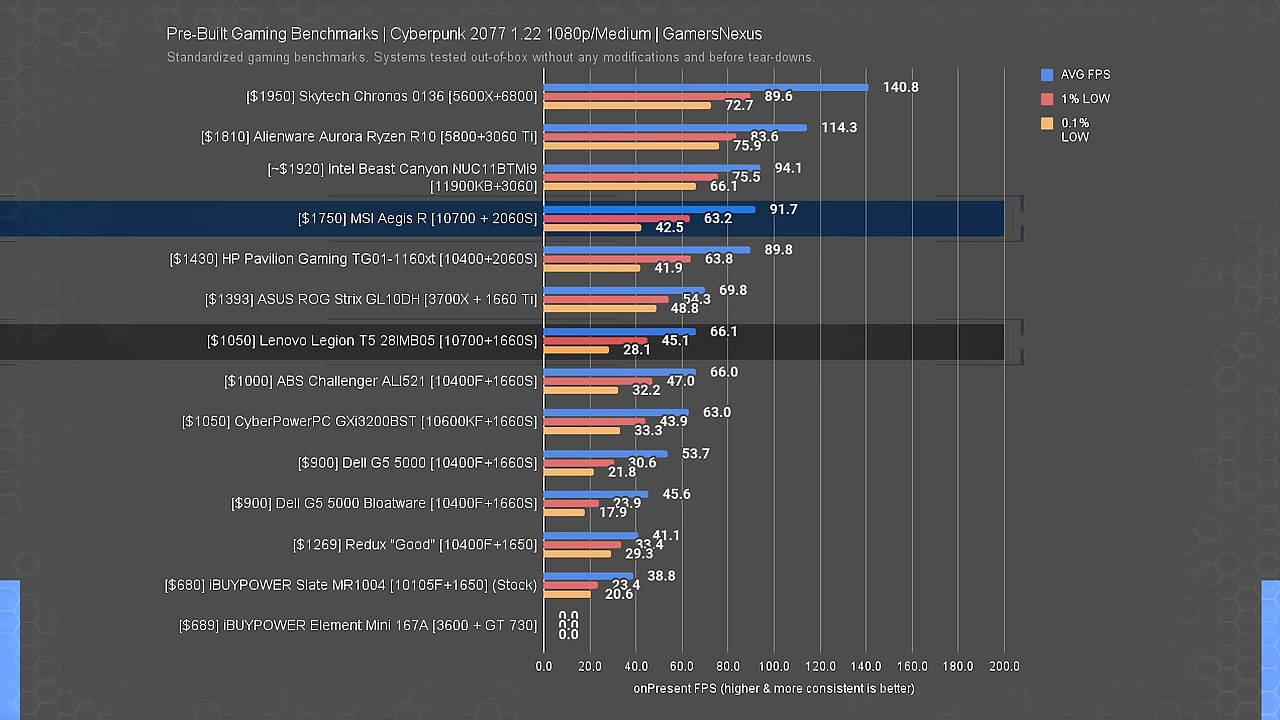 Pre-Built Gaming Benchmarks | Cyberpunk 2077 1.22 1080p/Medium | GamersNexus
Standardized gaming benchmarks. Systems tested out-of-box without any modifications and before tear-downs.
AVG FPS
1% LOW
0.1%
LOW
[$1950] Skytech Chronos 0136 [5600X+6800]
140.8
89.6
72.7
[$1810] Alienware Aurora Ryzen R10 [5800+3060 Ti]
114.3
83.6
75.9
[~$1920] Intel Beast Canyon NUC11BTMi9
[11900KB+3060]
94.1
75.5
66.1
[$1750] MSI Aegis R [10700 + 2060S]
91.7
63.2
42.5
[$1430] HP Pavilion Gaming TG01-1160xt [10400+2060S]
89.8
63.8
41.9
[$1393] ASUS ROG Strix GL10DH [3700X + 1660 Ti]
69.8
54.3
48.8
[$1050] Lenovo Legion T5 28IMB05 [10700+1660S]
66.1
45.1
28.1
[$1000] ABS Challenger ALI521 [10400F+1660S]
66.0
47.0
32.2
[$1050] CyberPowerPC GXi3200BST [10600KF+1660S]
63.0
43.9
33.3
[$900] Dell G5 5000 [10400F+1660S]
53.7
30.6
21.8
[$900] Dell G5 5000 Bloatware [10400F+1660S]
45.6
23.9
17.9
[$1269] Redux "Good" [10400F+1650]
41.1
33.4
29.3
[$680] iBUYPOWER Slate MR1004 [10105F+1650] (Stock)
38.8
23.4
20.6
[$689] iBUYPOWER Element Mini 167A [3600 + GT 730]
0.0
0.0
0.0
0.0 20.0 40.0 60.0 80.0 100.0 120.0 140.0 160.0 180.0 200.0
onPresent FPS (higher & more consistent is better)